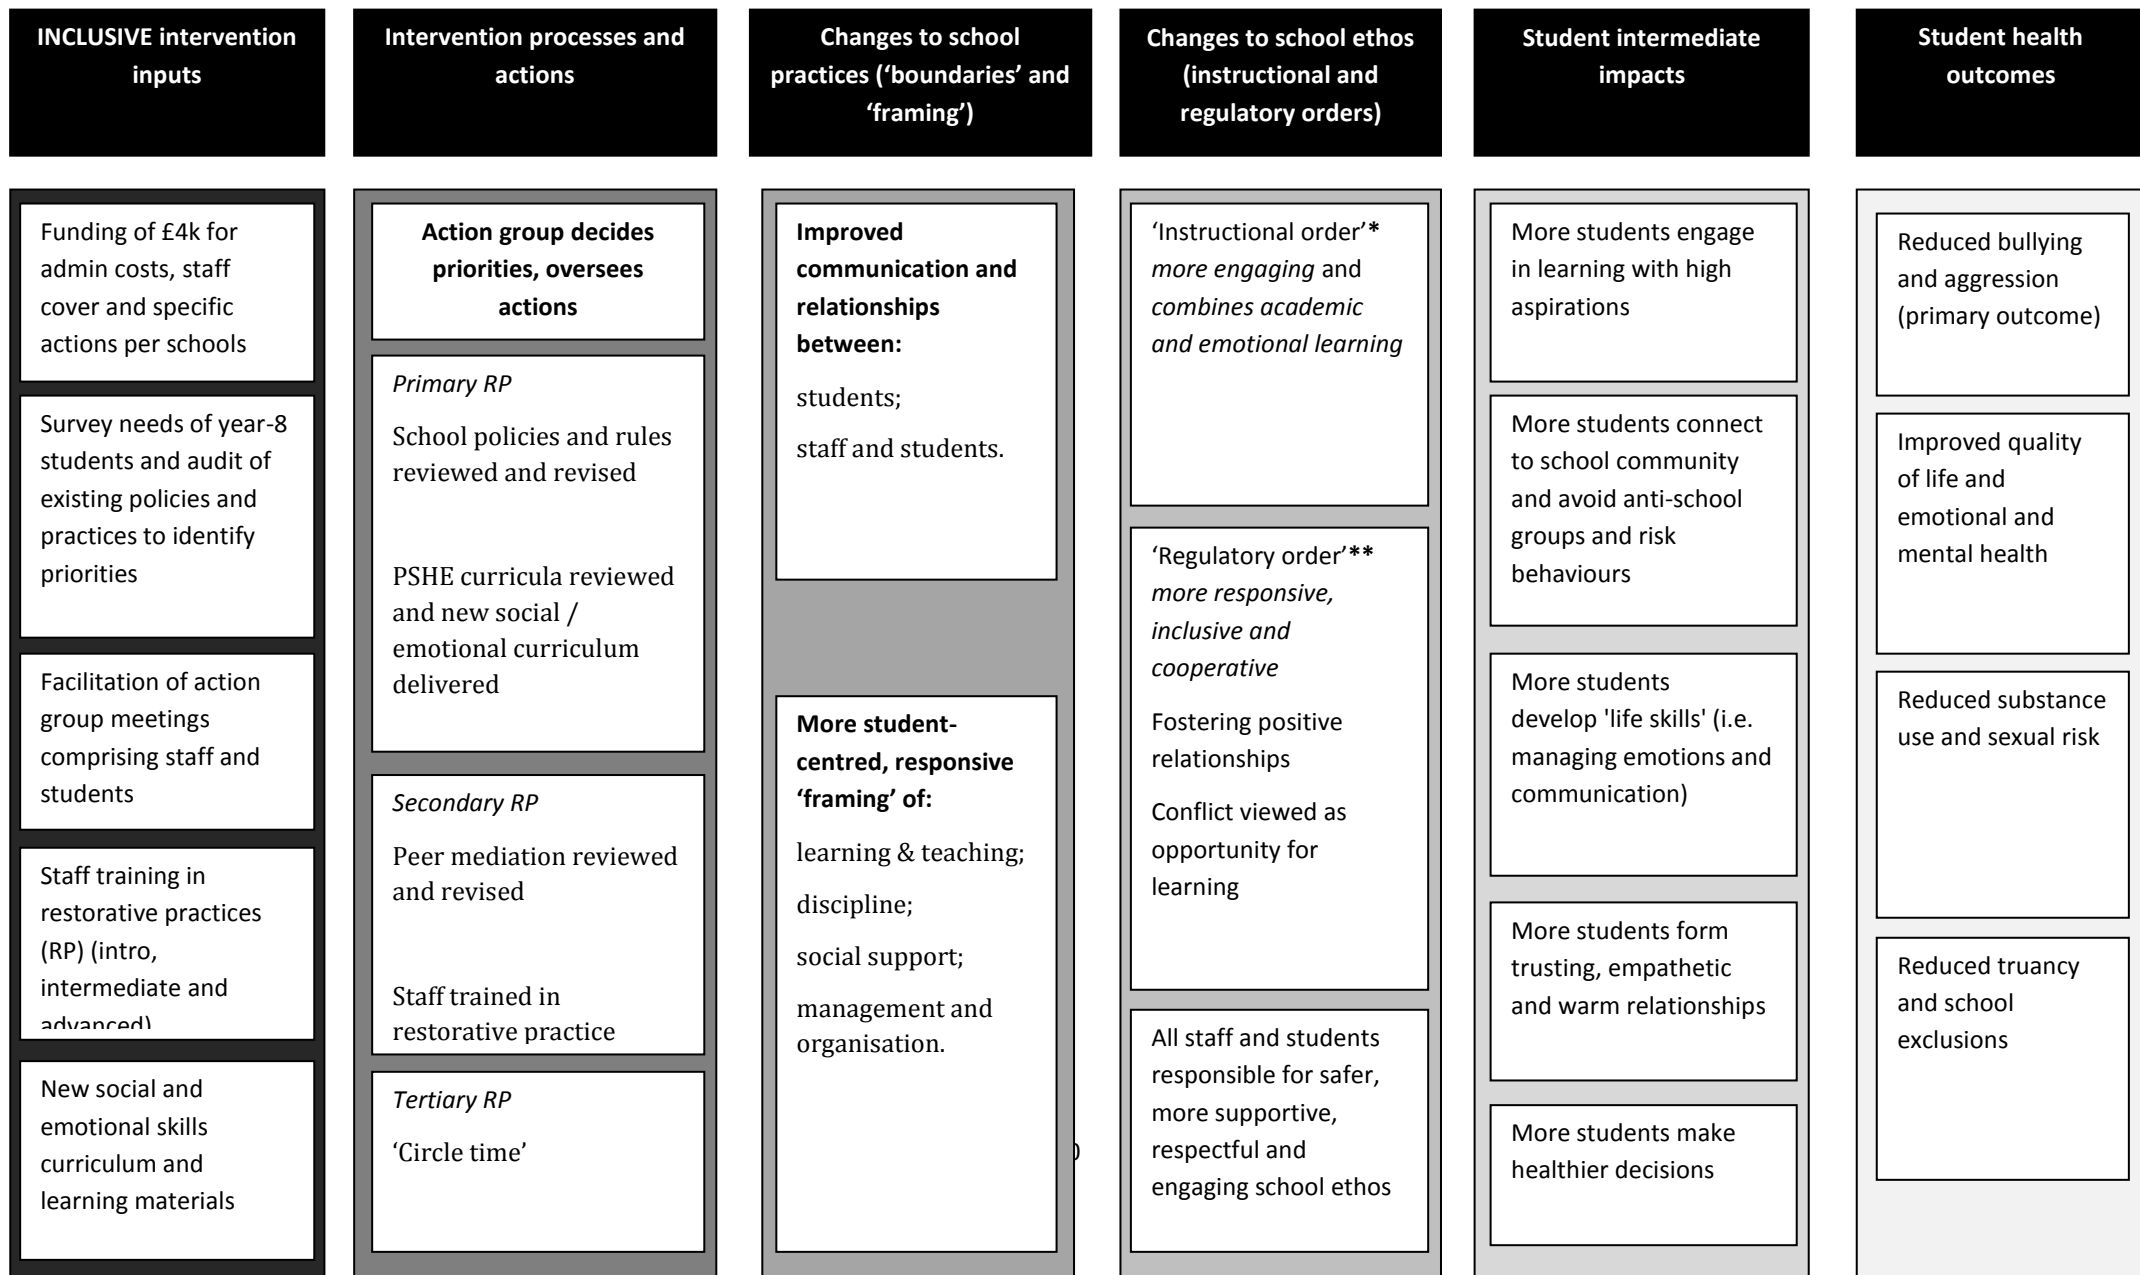 INCLUSIVE intervention
inputs
Intervention processes and
actions
Changes to school
practices (‘boundaries’ and
‘framing’)
Changes to school ethos
(instructional and
regulatory orders)
Student intermediate
impacts
Student health
outcomes
Funding of £4k for
admin costs, staff
cover and specific
actions per schools
Survey needs of year-8
students and audit of
existing policies and
practices to identify
priorities
Facilitation of action
group meetings
comprising staff and
students
Staff training in
restorative practices
(RP) (intro,
intermediate and
advanced)
New social and
emotional skills
curriculum and
learning materials
Action group decides
priorities, oversees
actions
Primary RP
School policies and rules
reviewed and revised
PSHE curricula reviewed
and new social /
emotional curriculum
delivered
Secondary RP
Peer mediation reviewed
and revised
Staff trained in
restorative practice
Tertiary RP
‘Circle time’
Improved
communication and
relationships
between:
students;
staff and students.
More student-
centred, responsive
‘framing’ of:
learning & teaching;
discipline;
social support;
management and
organisation.
‘Instructional order’*
more engaging and
combines academic
and emotional learning
‘Regulatory order’**
more responsive,
inclusive and
cooperative
Fostering positive
relationships
Conflict viewed as
opportunity for
learning
All staff and students
responsible for safer,
more supportive,
respectful and
engaging school ethos
More students engage
in learning with high
aspirations
More students connect
to school community
and avoid anti-school
groups and risk
behaviours
More students
develop 'life skills' (i.e.
managing emotions and
communication)
More students form
trusting, empathetic
and warm relationships
More students make
healthier decisions
Reduced bullying
and aggression
(primary outcome)
Improved quality
of life and
emotional and
mental health
Reduced substance
use and sexual risk
Reduced truancy
and school
exclusions